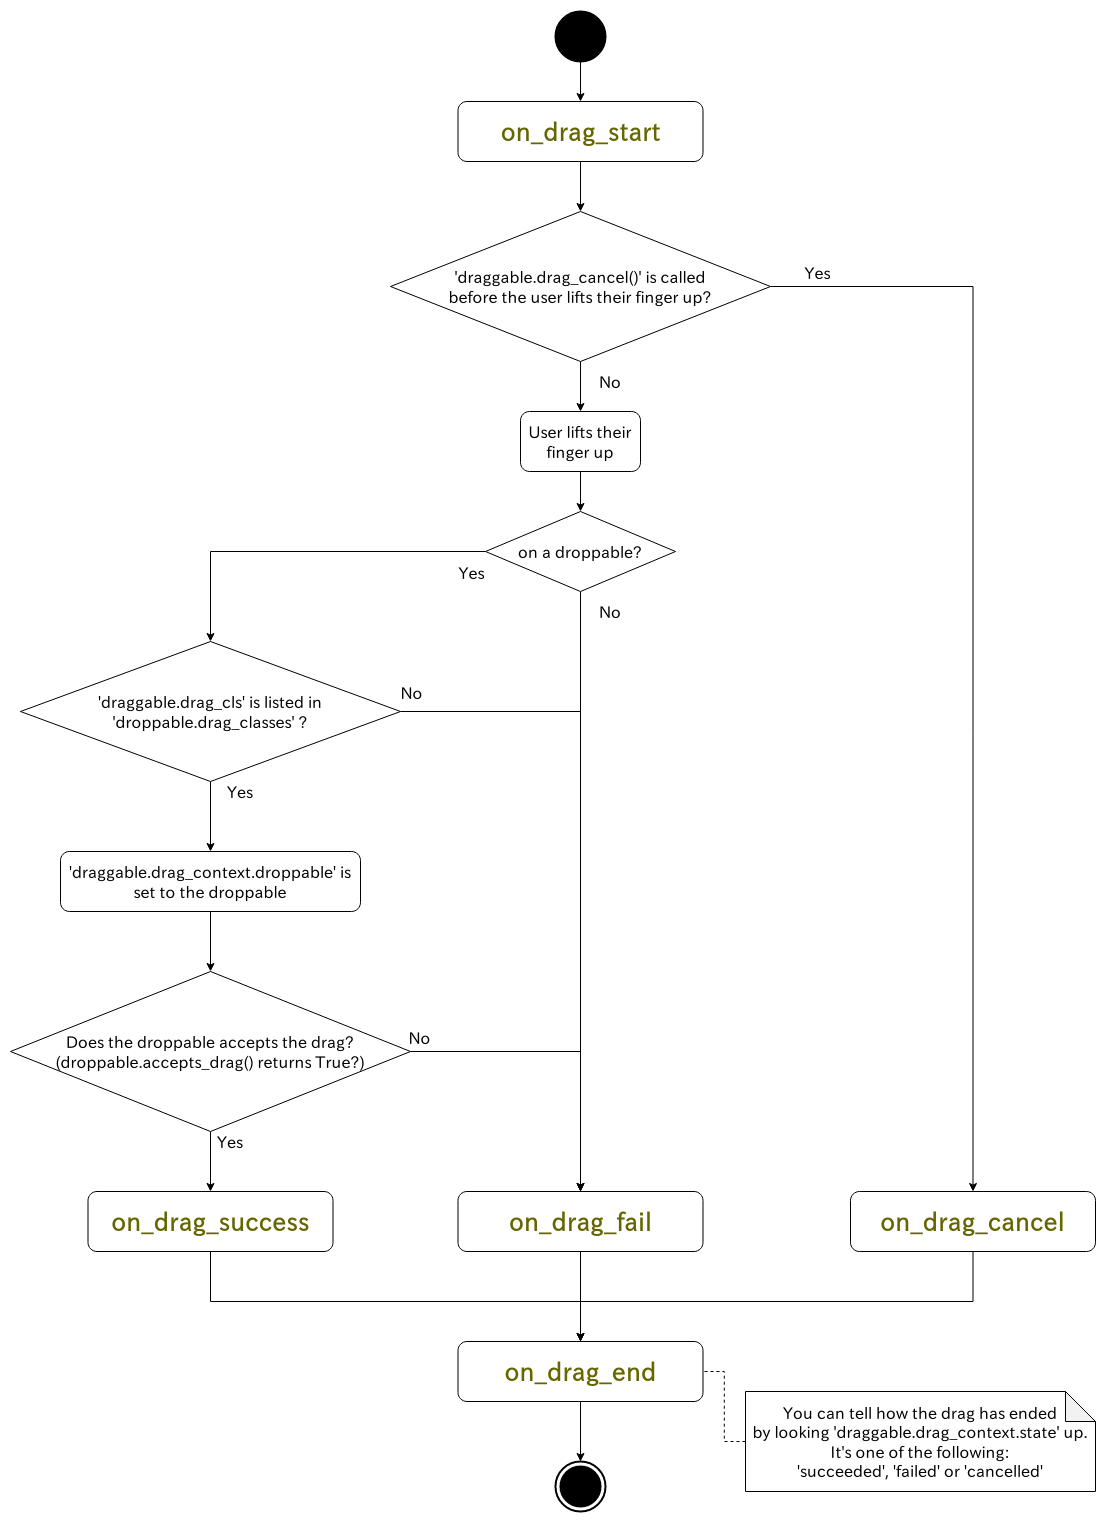 on_drag_start
'draggable.drag_cancel()' is called
before the user lifts their finger up?
Yes
No
User lifts their
finger up
on a droppable?
Yes
No
'draggable.drag_cls' is listed in
'droppable.drag_classes' ?
No
Yes
'draggable.drag_context.droppable' is
set to the droppable
Does the droppable accepts the drag?
(droppable.accepts_drag() returns True?)
No
Yes
on_drag_success
on_drag_fail
on_drag_cancel
on_drag_end
You can tell how the drag has ended
by looking 'draggable.drag_context.state' up.
It's one of the following:
'succeeded', 'failed' or 'cancelled'